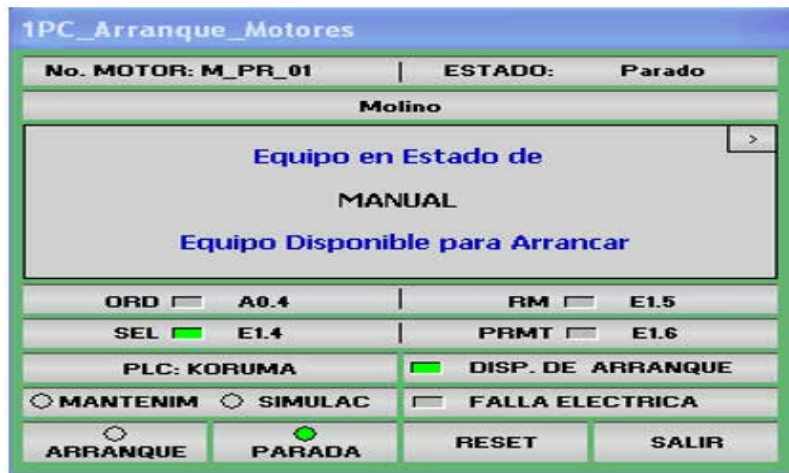 1PC_Arranque_Motores
No. MOTOR: M_PR_01 | ESTADO: Parado
Molino
>
Equipo en Estado de
MANUAL
Equipo Disponible para Arrancar
ORD A0.4 | RM E1.5
SEL E1.4 | PRMT E1.6
PLC: KORUMA DISP. DE ARRANQUE
MANTENIM SIMULAC FALLA ELECTRICA
ARRANQUE PARADA RESET SALIR